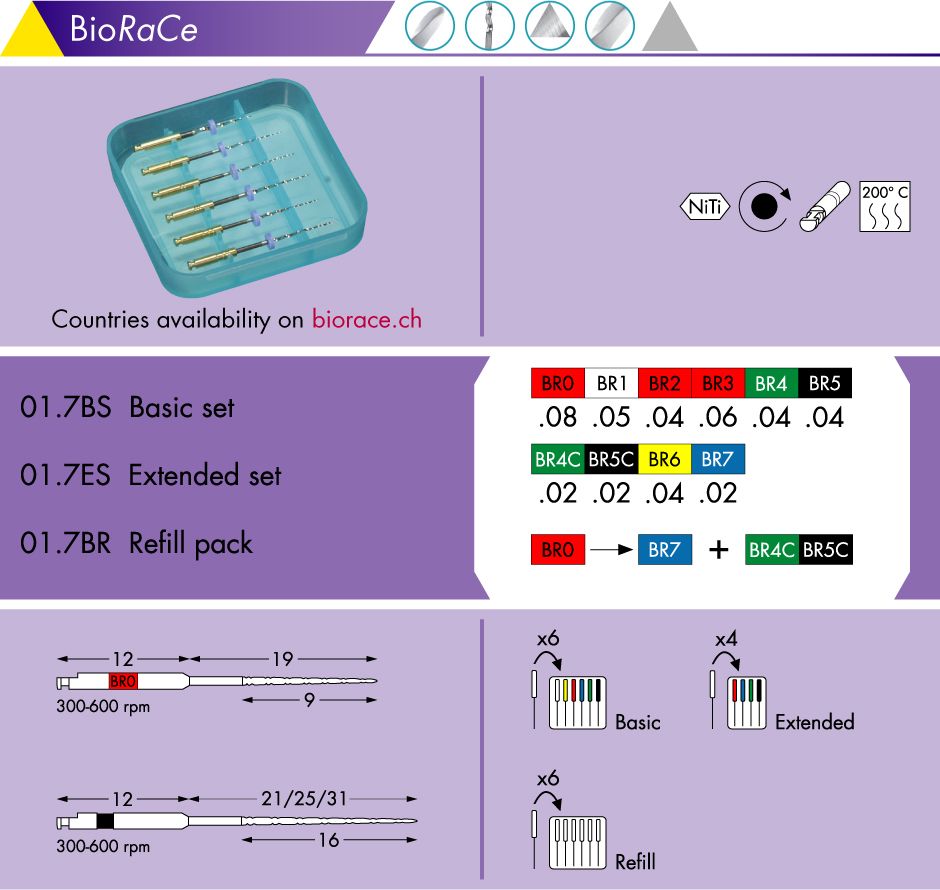 BioRaCe
NiTi
200° C
Countries availability on biorace.ch
01.7BS Basic set
BR0 BR1 BR2 BR3 BR4 BR5
.08 .05 .04 .06 .04 .04
01.7ES Extended set
BR4C BR5C BR6 BR7
.02 .02 .04 .02
01.7BR Refill pack
BR0 BR7 + BR4C BR5C
12 19
BR0
9
300-600 rpm
x6
Basic
x4
Extended
12 21/25/31
16
300-600 rpm
x6
Refill